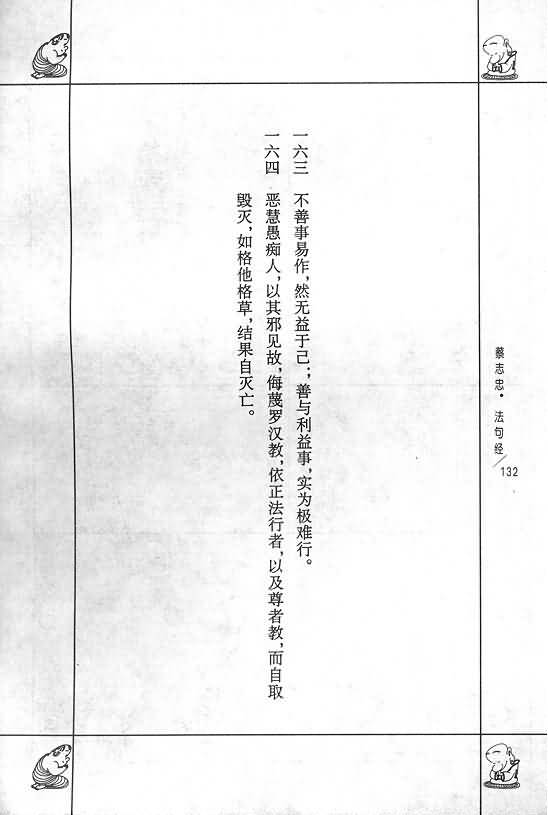 一六三 不善事易作，然无益于己；善与利益事，实为极难行。
一六四 恶慧愚痴人，以其邪见故，侮蔑罗汉教，依正法行者，以及尊者教，而自取
毁灭，如格他格草，结果自灭亡。
蔡志忠·法句经/132